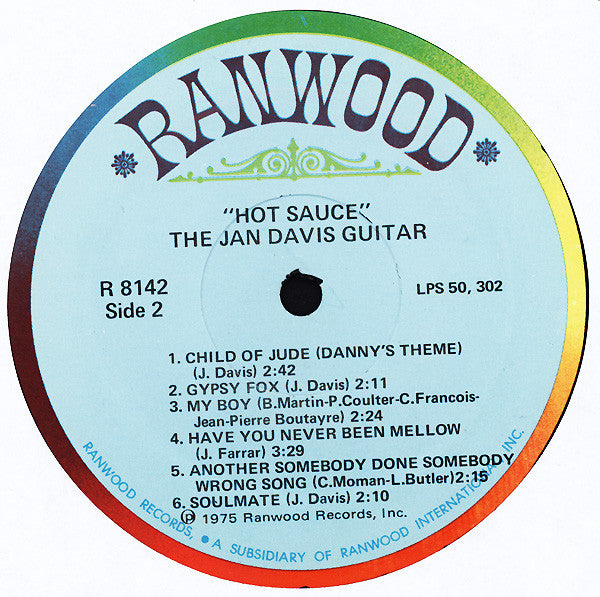 RANWOOD
"HOT SAUCE"
THE JAN DAVIS GUITAR
R 8142
Side 2
LPS 50, 302
1. CHILD OF JUDE (DANNY'S THEME)
(J. Davis) 2:42
2. GYPSY FOX (J. Davis) 2:11
3. MY BOY (B.Martin-P.Coulter-C.Francois-
Jean-Pierre Boutayre) 2:24
4. HAVE YOU NEVER BEEN MELLOW
(J. Farrar) 3:29
5. ANOTHER SOMEBODY DONE SOMEBODY
WRONG SONG (C.Moman-L.Butler)2:15
6. SOULMATE (J. Davis) 2:10
℗ 1975 Ranwood Records, Inc.
RANWOOD RECORDS, • A SUBSIDIARY OF RANWOOD INTERNATIONAL, INC.